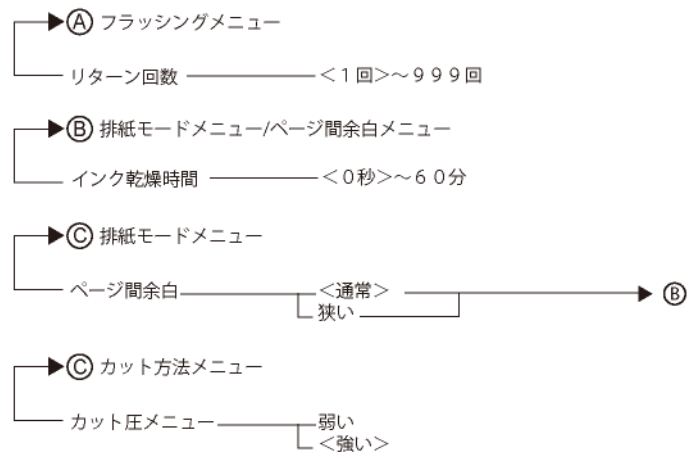 Ⓐ フラッシングメニュー
リターン回数 <１回>～９９９回
Ⓑ 排紙モードメニュー/ページ間余白メニュー
インク乾燥時間 <０秒>～６０分
Ⓒ 排紙モードメニュー
ページ間余白 <通常> Ⓑ
狭い
Ⓒ カット方法メニュー
カット圧メニュー 弱い
<強い>